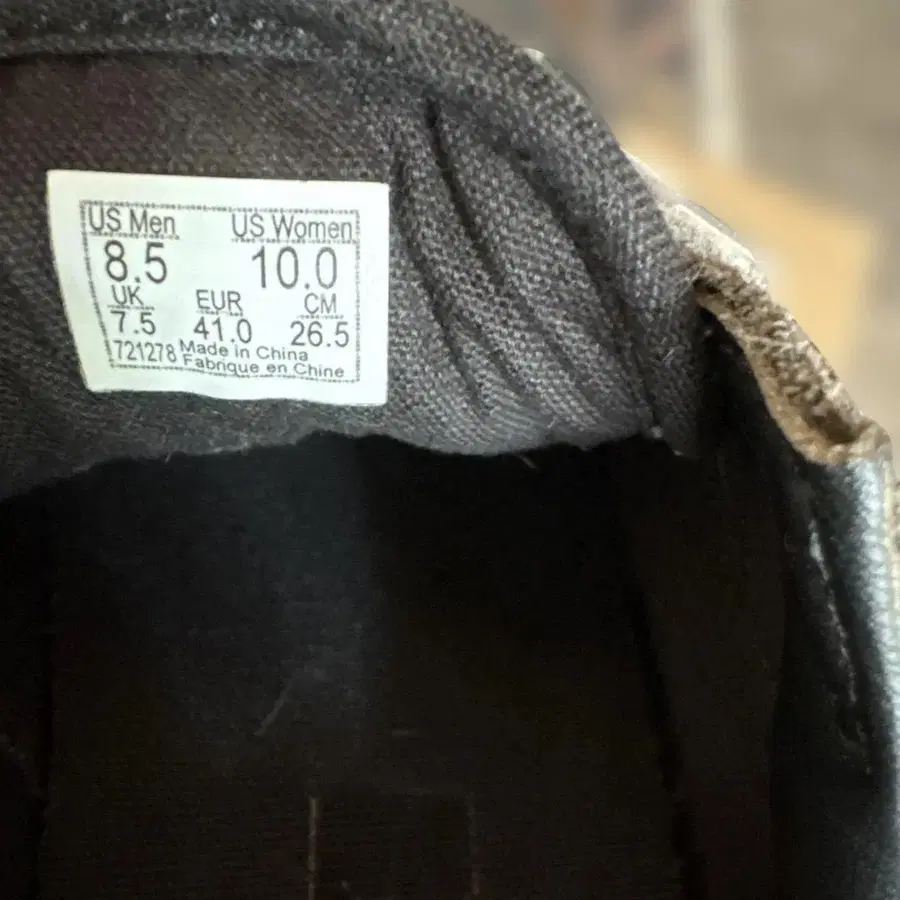 US Men US Women
8.5 10.0
UK EUR CM
7.5 41.0 26.5
721278 Made in China
Fabrique en Chine